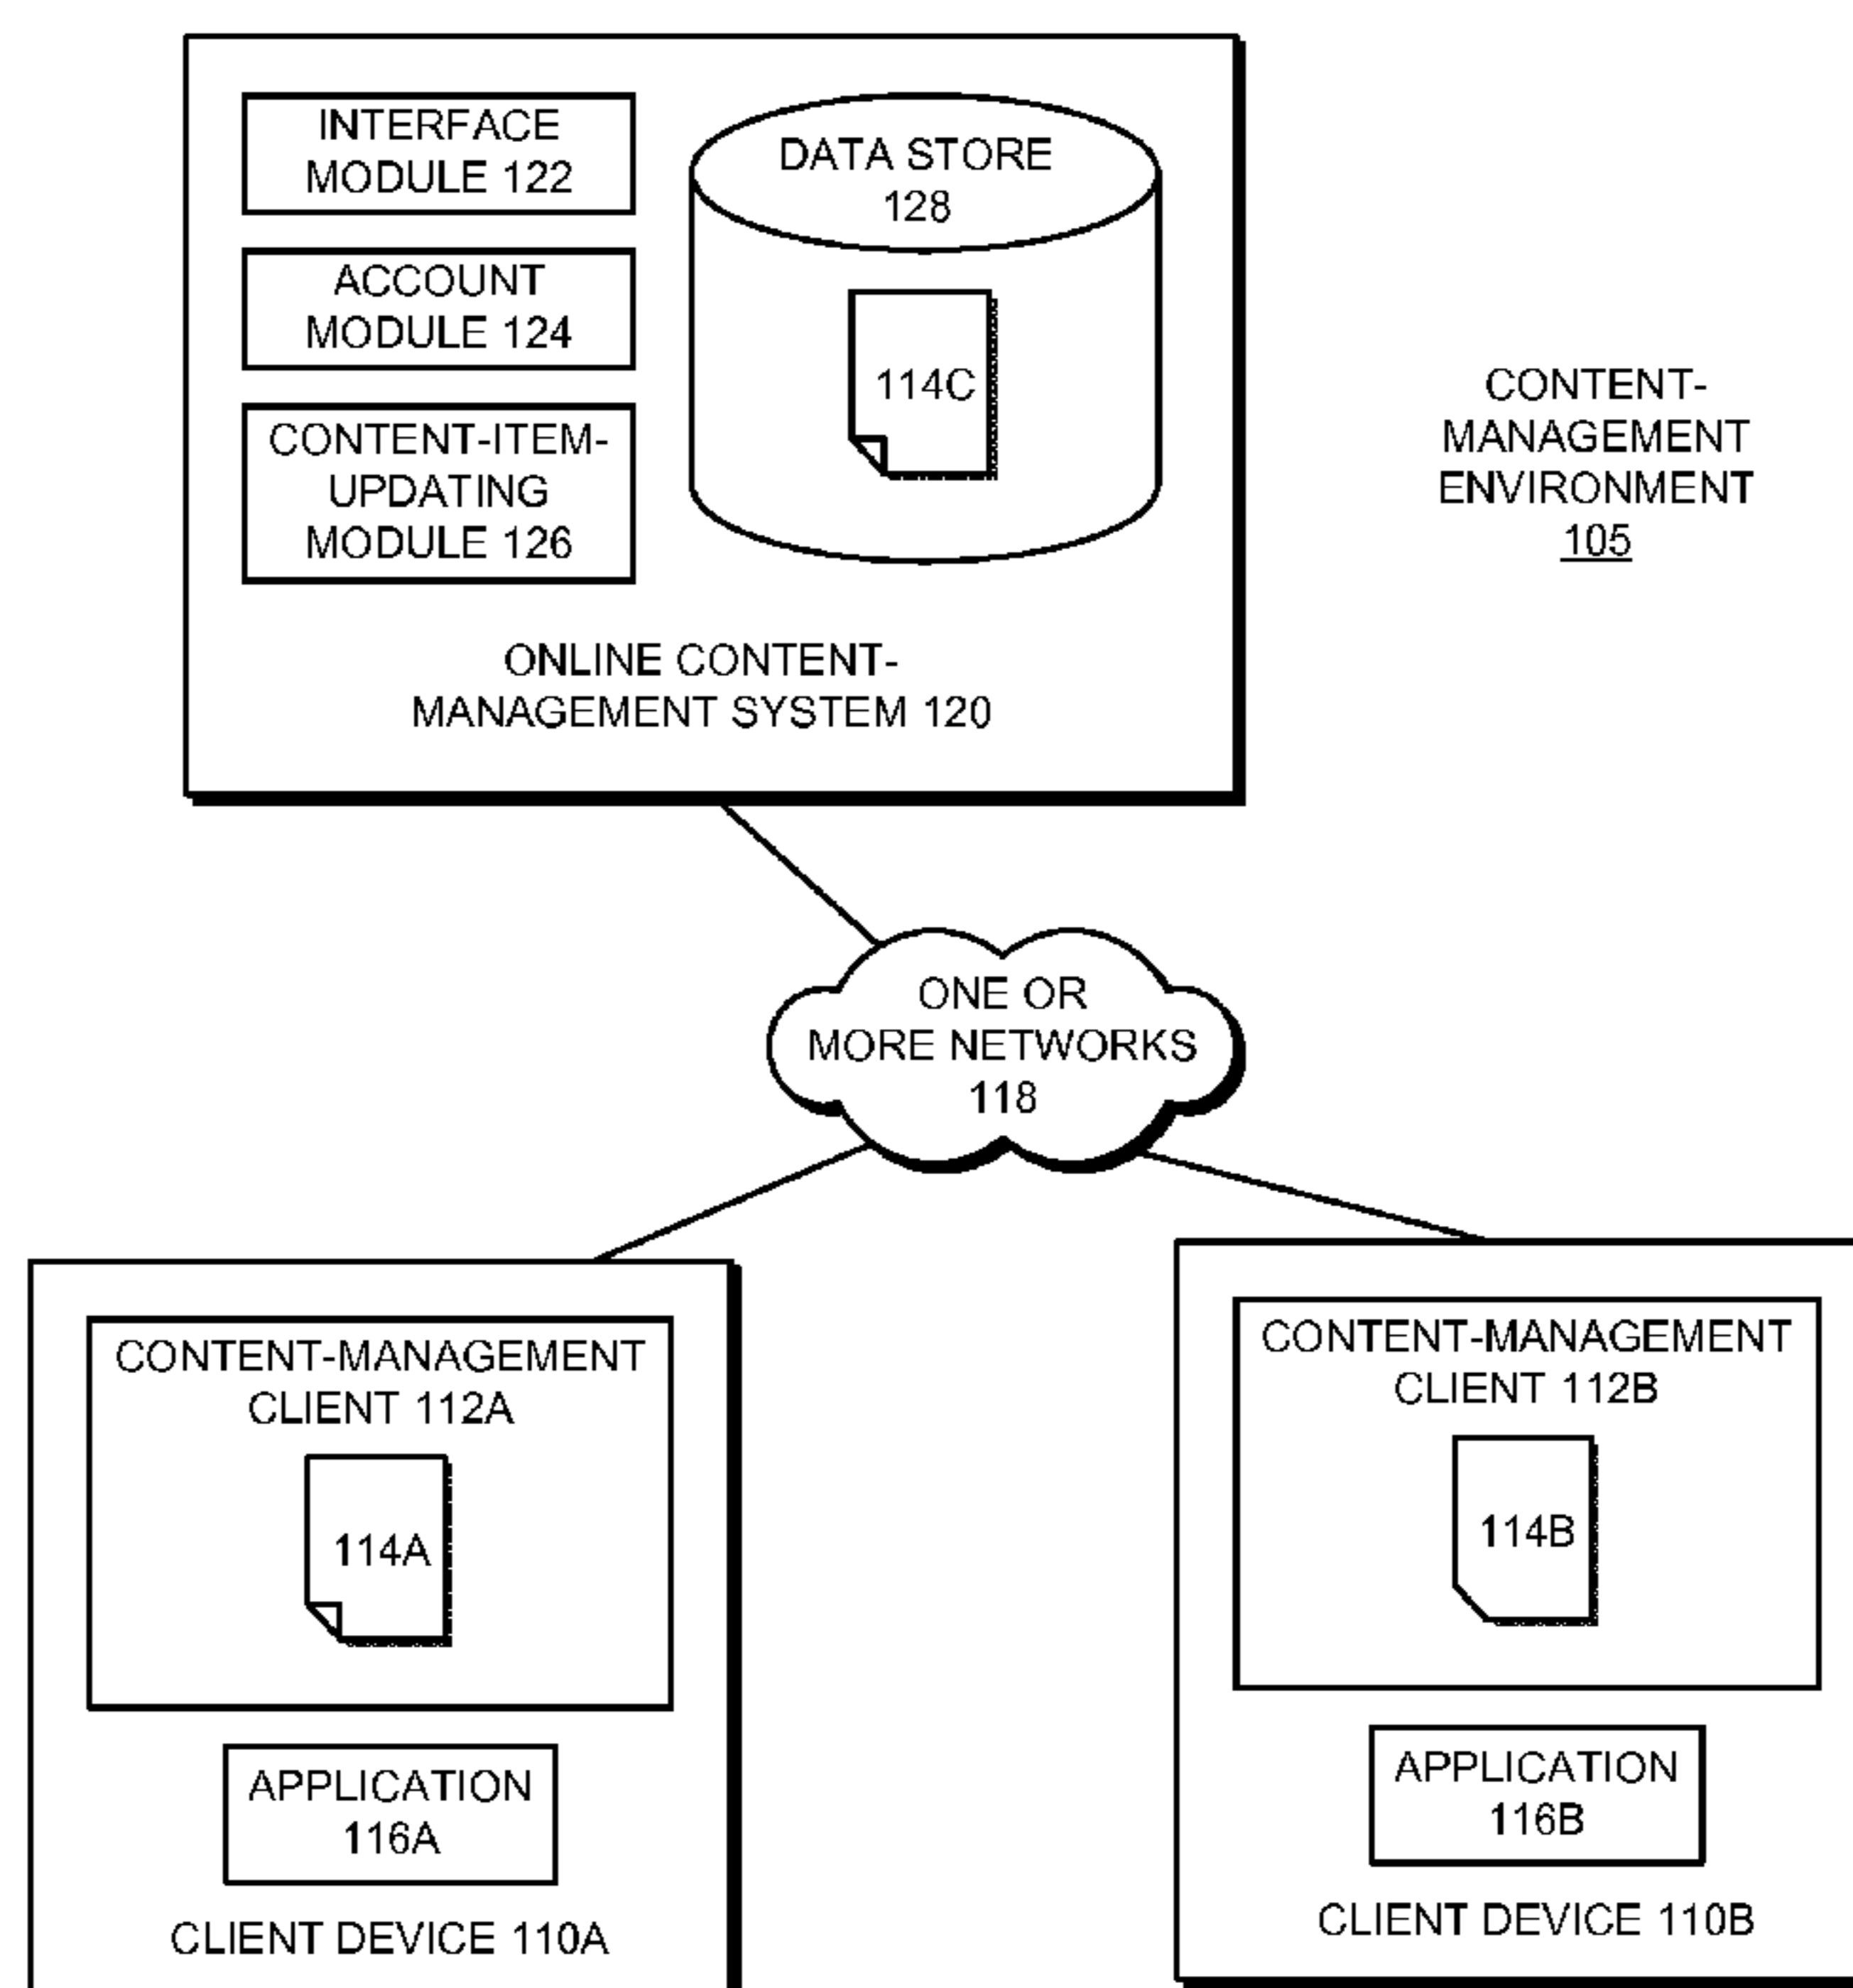 INTERFACE
MODULE 122
ACCOUNT
MODULE 124
CONTENT-ITEM-
UPDATING
MODULE 126
DATA STORE
128
114C
ONLINE CONTENT-
MANAGEMENT SYSTEM 120
CONTENT-
MANAGEMENT
ENVIRONMENT
105
ONE OR
MORE NETWORKS
118
CONTENT-MANAGEMENT
CLIENT 112A
114A
APPLICATION
116A
CLIENT DEVICE 110A
CONTENT-MANAGEMENT
CLIENT 112B
114B
APPLICATION
116B
CLIENT DEVICE 110B